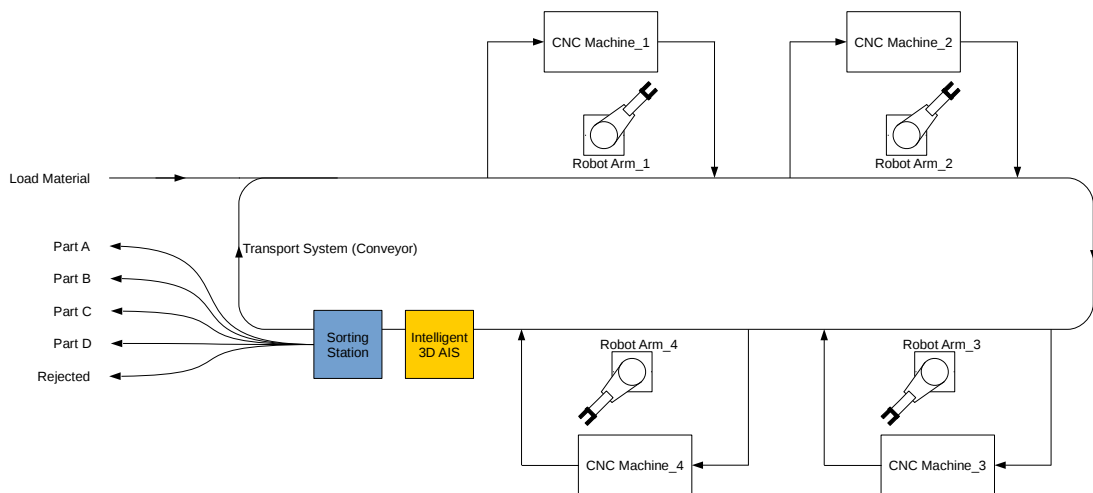 CNC Machine_1
CNC Machine_2
Robot Arm_1
Robot Arm_2
Load Material
Transport System (Conveyor)
Part A
Part B
Part C
Part D
Rejected
Sorting
Station
Intelligent
3D AIS
Robot Arm_4
Robot Arm_3
CNC Machine_4
CNC Machine_3